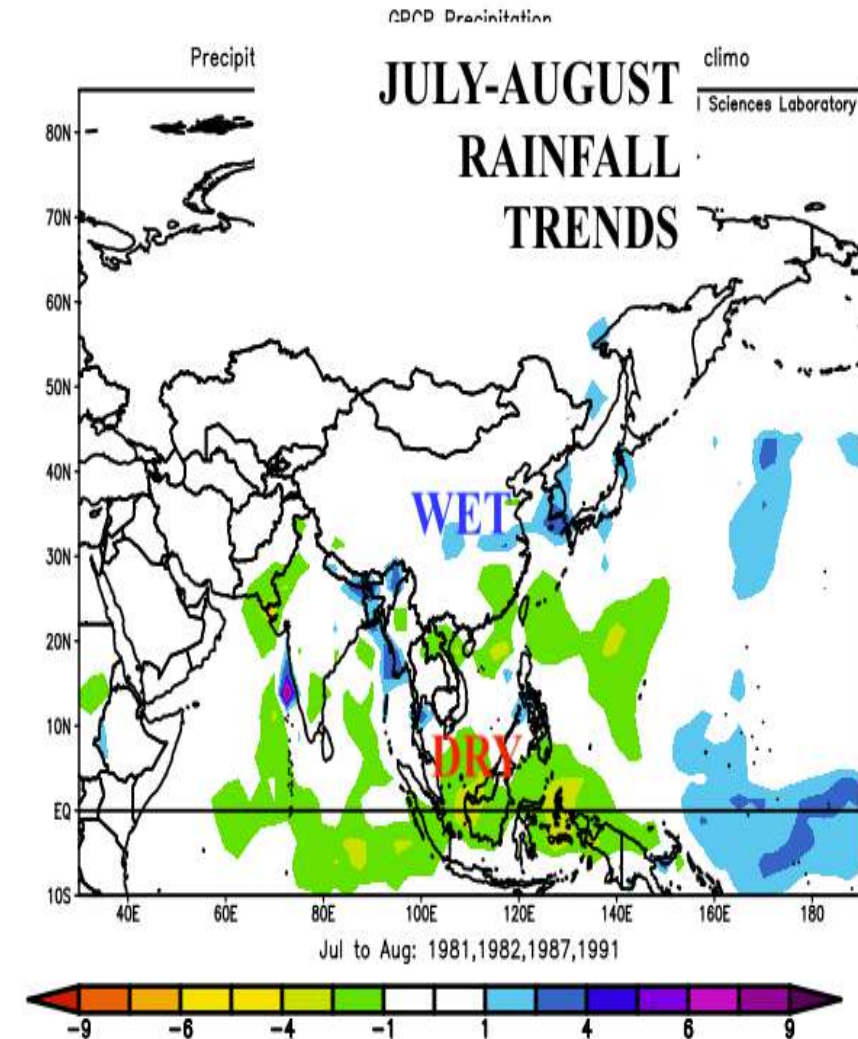 GPCP Precipitation
Precipit
climo
JULY-AUGUST
RAINFALL
TRENDS
l Sciences Laboratory
80N
70N
60N
50N
40N
30N
20N
10N
EQ
10S
WET
DRY
40E 60E 80E 100E 120E 140E 160E 180
Jul to Aug: 1981,1982,1987,1991
-9 -6 -4 -1 1 4 6 9